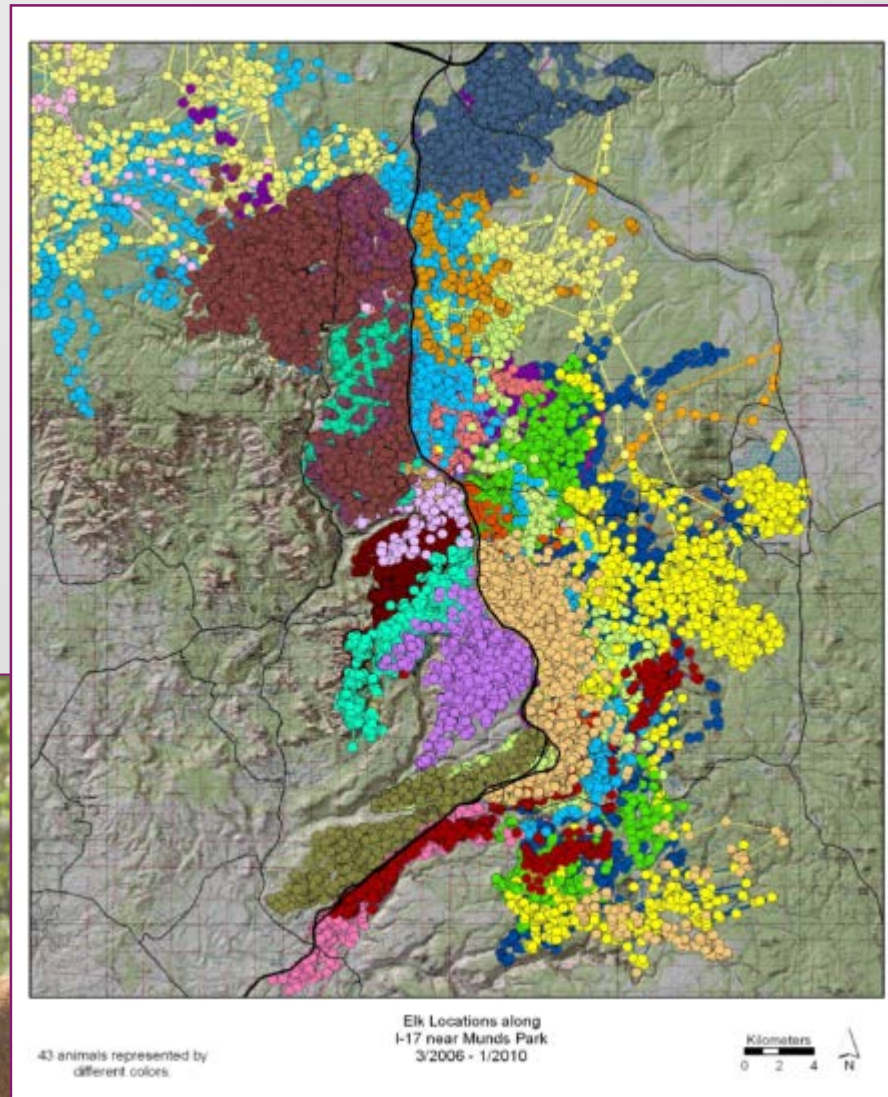 Elk Locations along
I-17 near Munds Park
3/2006 - 1/2010
43 animals represented by
different colors.
Kilometers
0 2 4
N